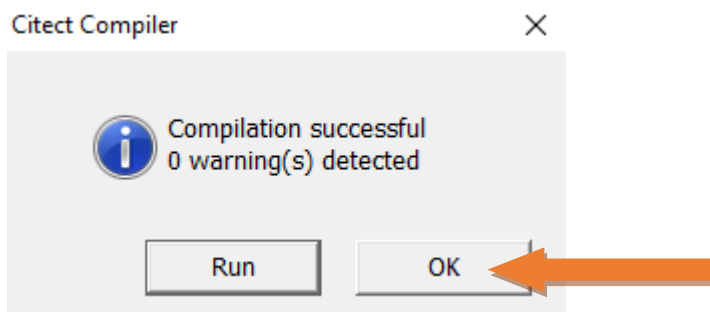 Citect Compiler
Compilation successful
0 warning(s) detected
Run OK